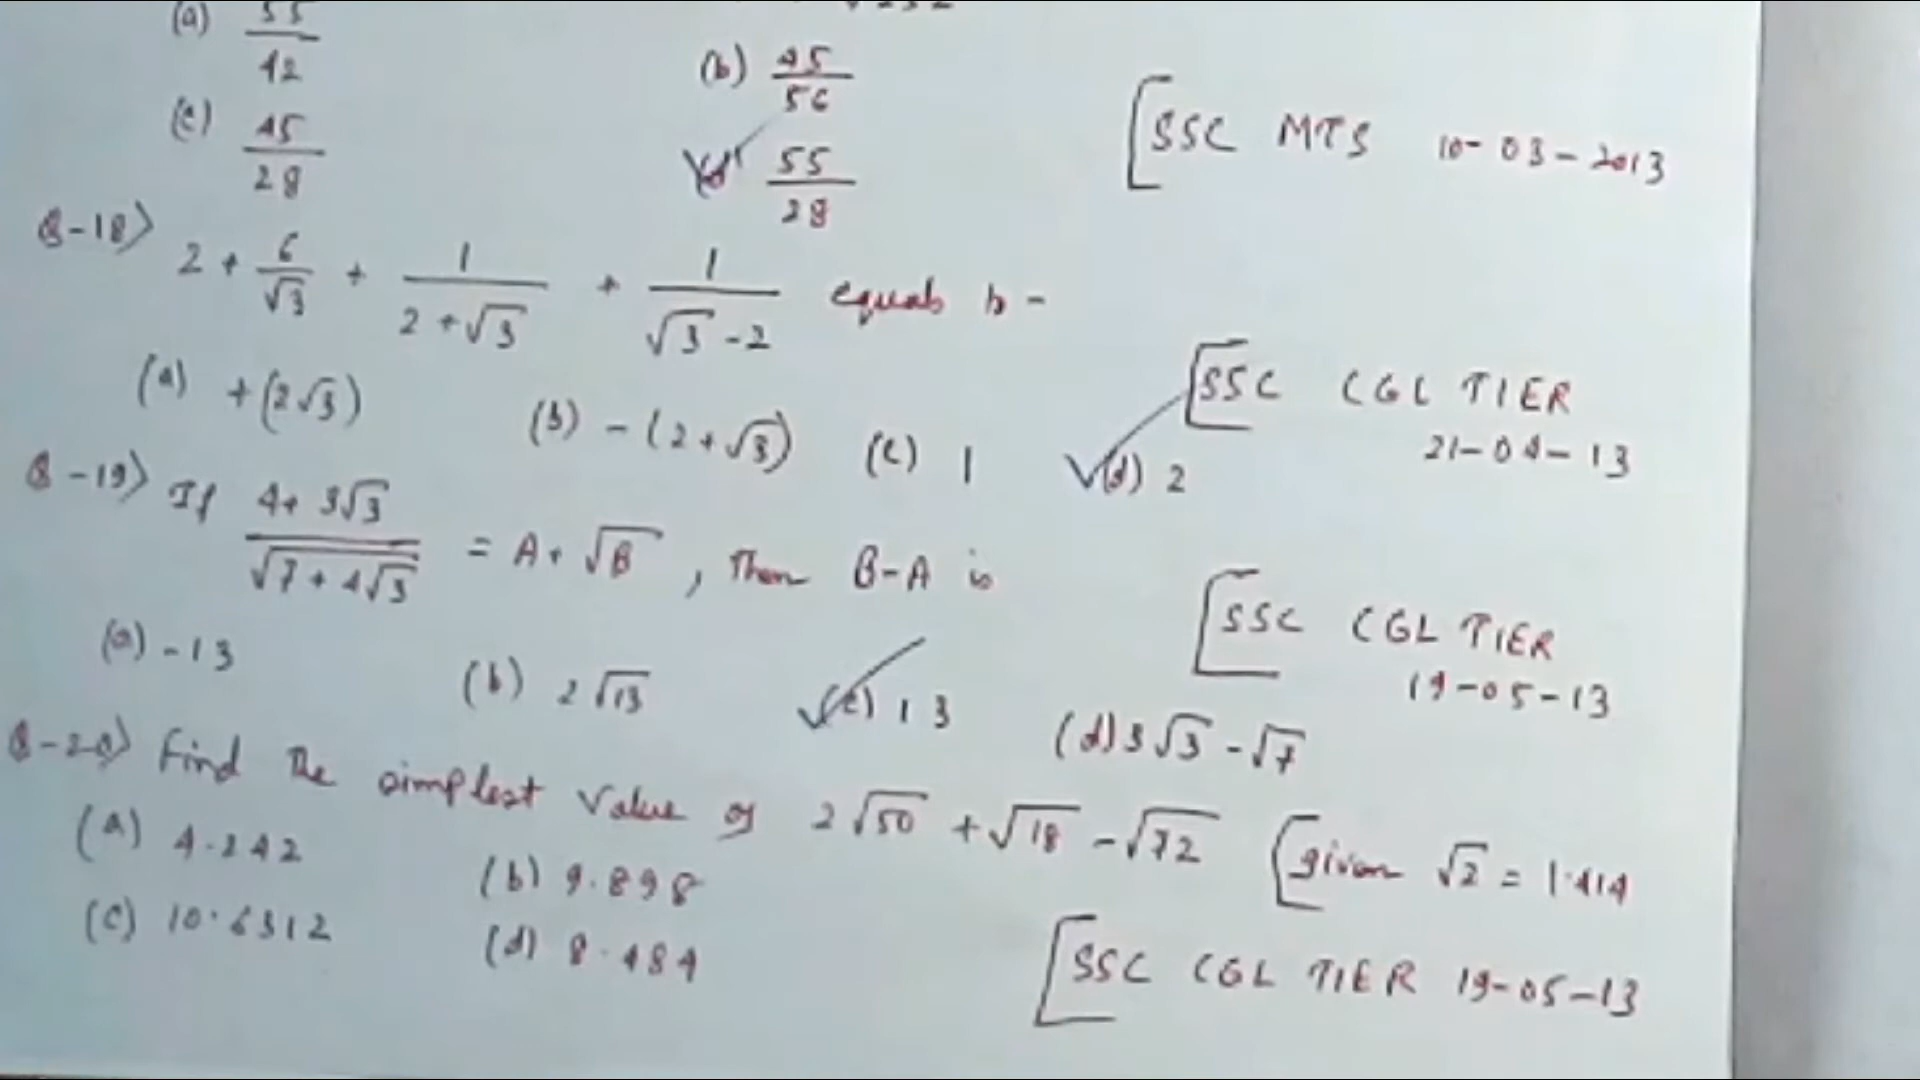 (a) 55/42
(b) 45/56
(c) 45/28
(d) 55/28
[SSC MTS 10-03-2013
Q-18) 2 + 6/√3 + 1/(2+√3) + 1/(√3-2) equals to -
(a) +(2√3) (b) -(2+√3) (c) 1 (d) 2
[SSC CGL TIER
21-04-13
Q-19) If (4+3√3)/√(7+4√3) = A+√B, Then B-A is
[SSC CGL TIER
19-05-13
(a) -13 (b) 2√13 (c) 13 (d) 3√3-√7
Q-20) Find the simplest value of 2√50 + √18 - √72 [given √2 = 1.414
(a) 4.242 (b) 9.898
(c) 10.6312 (d) 8.484
[SSC CGL TIER 19-05-13